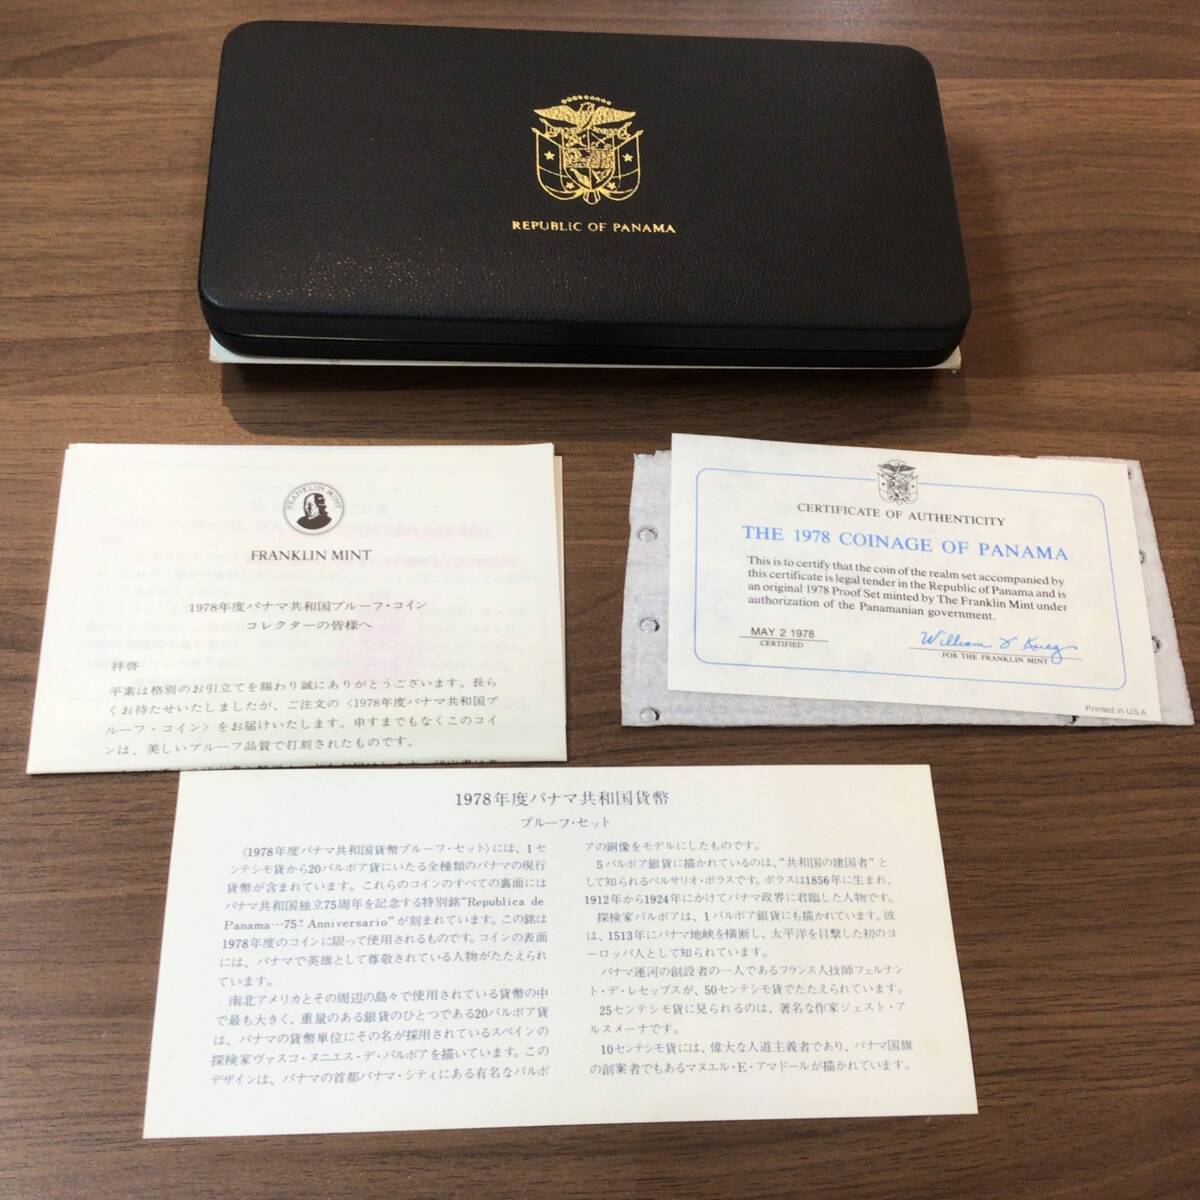 REPUBLIC OF PANAMA
FRANKLIN MINT
FRANKLIN MINT
1978年度パナマ共和国プルーフ・コイン
コレクターの皆様へ
拝啓
平素は格別のお引立てを賜わり誠にありがとうございます。長ら
くお待たせいたしましたが、ご注文の〈1978年度パナマ共和国プ
ルーフ・コイン〉をお届けいたします。申すまでもなくこのコイ
ンは、美しいプルーフ品質で打刻されたものです。
CERTIFICATE OF AUTHENTICITY
THE 1978 COINAGE OF PANAMA
This is to certify that the coin of the realm set accompanied by
this certificate is legal tender in the Republic of Panama and is
an original 1978 Proof Set minted by The Franklin Mint under
authorization of the Panamanian government.
MAY 2 1978
CERTIFIED
FOR THE FRANKLIN MINT
Printed in U.S.A.
1978年度パナマ共和国貨幣
プルーフ・セット
〈1978年度パナマ共和国貨幣プルーフ・セット〉には、1セ
ンテシモ貨から20バルボア貨にいたる全種類のパナマの現行
貨幣が含まれています。これらのコインのすべての裏面には
パナマ共和国独立75周年を記念する特別銘“Republica de
Panama…75° Anniversario”が刻まれています。この銘は
1978年度のコインに限って使用されるものです。コインの表面
には、パナマで英雄として尊敬されている人物がたたえられ
ています。
南北アメリカとその周辺の島々で使用されている貨幣の中
で最も大きく、重量のある銀貨のひとつである20バルボア貨
は、パナマの貨幣単位にその名が採用されているスペインの
探検家ヴァスコ・ヌニエス・デ・バルボアを描いています。この
デザインは、パナマの首都パナマ・シティにある有名なバルボ
アの銅像をモデルにしたものです。
5バルボア銀貨に描かれているのは、“共和国の建国者”と
して知られるベルサリオ・ポラスです。ポラスは1856年に生まれ、
1912年から1924年にかけてパナマ政界に君臨した人物です。
探検家バルボアは、1バルボア銀貨にも描かれています。彼
は、1513年にパナマ地峡を横断し、太平洋を目撃した初のヨ
ーロッパ人として知られています。
パナマ運河の創設者の一人であるフランス人技師フェルナン
ト・デ・レセップスが、50センテシモ貨でたたえられています。
25センテシモ貨に見られるのは、著名な作家ジェスト・ア
ルスメーナです。
10センテシモ貨には、偉大な人道主義者であり、パナマ国旗
の創案者でもあるマヌエル・E・アマドールが描かれています。